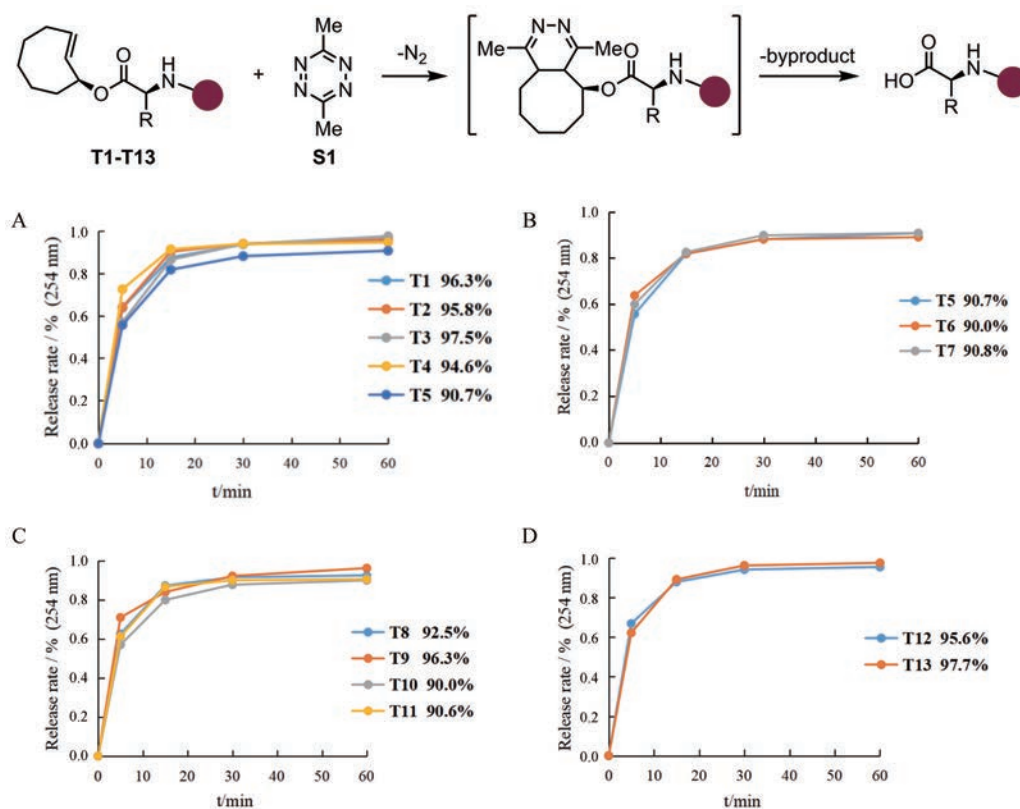 Me
N N
N N
Me
-N₂
N–N
Me
Me
O
H
N
O
R
-byproduct
O
H
N
HO
R
O
H
N
O
R
+
T1-T13
S1
A
Release rate / % (254 nm)
1.0
0.8
0.6
0.4
0.2
0.0
0 10 20 30 40 50 60
t/min
T1 96.3%
T2 95.8%
T3 97.5%
T4 94.6%
T5 90.7%
B
Release rate / % (254 nm)
1.0
0.8
0.6
0.4
0.2
0.0
0 10 20 30 40 50 60
t/min
T5 90.7%
T6 90.0%
T7 90.8%
C
Release rate / % (254 nm)
1.0
0.8
0.6
0.4
0.2
0.0
0 10 20 30 40 50 60
t/min
T8 92.5%
T9 96.3%
T10 90.0%
T11 90.6%
D
Release rate / % (254 nm)
1.0
0.8
0.6
0.4
0.2
0.0
0 10 20 30 40 50 60
t/min
T12 95.6%
T13 97.7%